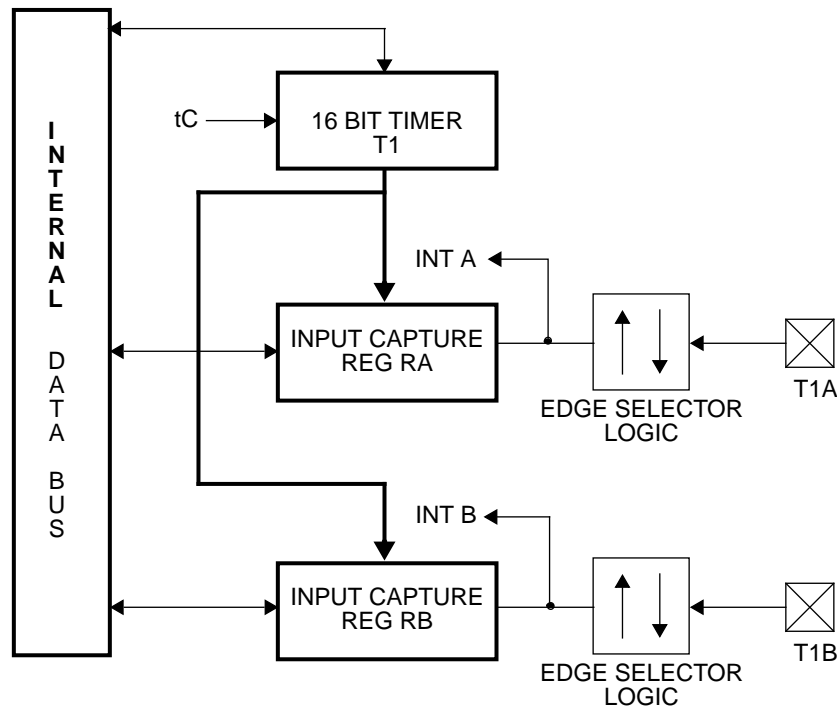 INTERNAL DATA BUS
tC
16 BIT TIMER
T1
INT A
INPUT CAPTURE
REG RA
EDGE SELECTOR
LOGIC
T1A
INT B
INPUT CAPTURE
REG RB
EDGE SELECTOR
LOGIC
T1B